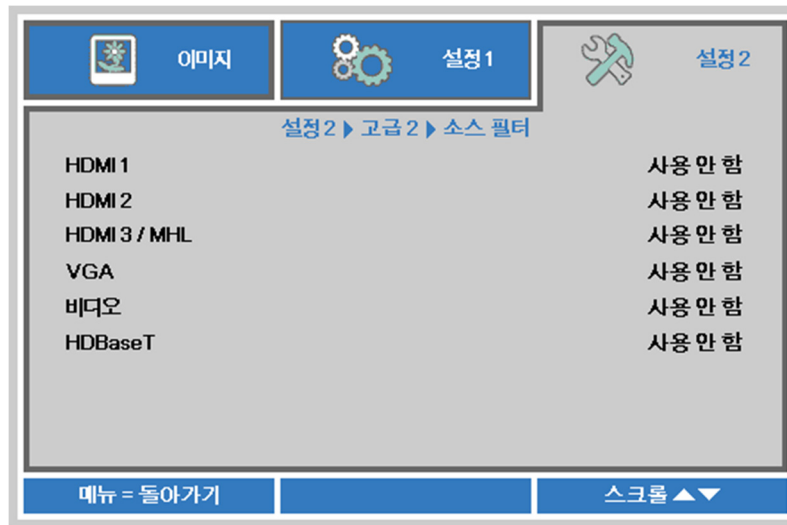 이미지 설정1 설정2
설정2 ▶ 고급2 ▶ 소스 필터
HDMI 1 사용 안 함
HDMI 2 사용 안 함
HDMI 3 / MHL 사용 안 함
VGA 사용 안 함
비디오 사용 안 함
HDBaseT 사용 안 함
메뉴 = 돌아가기 스크롤 ▲▼